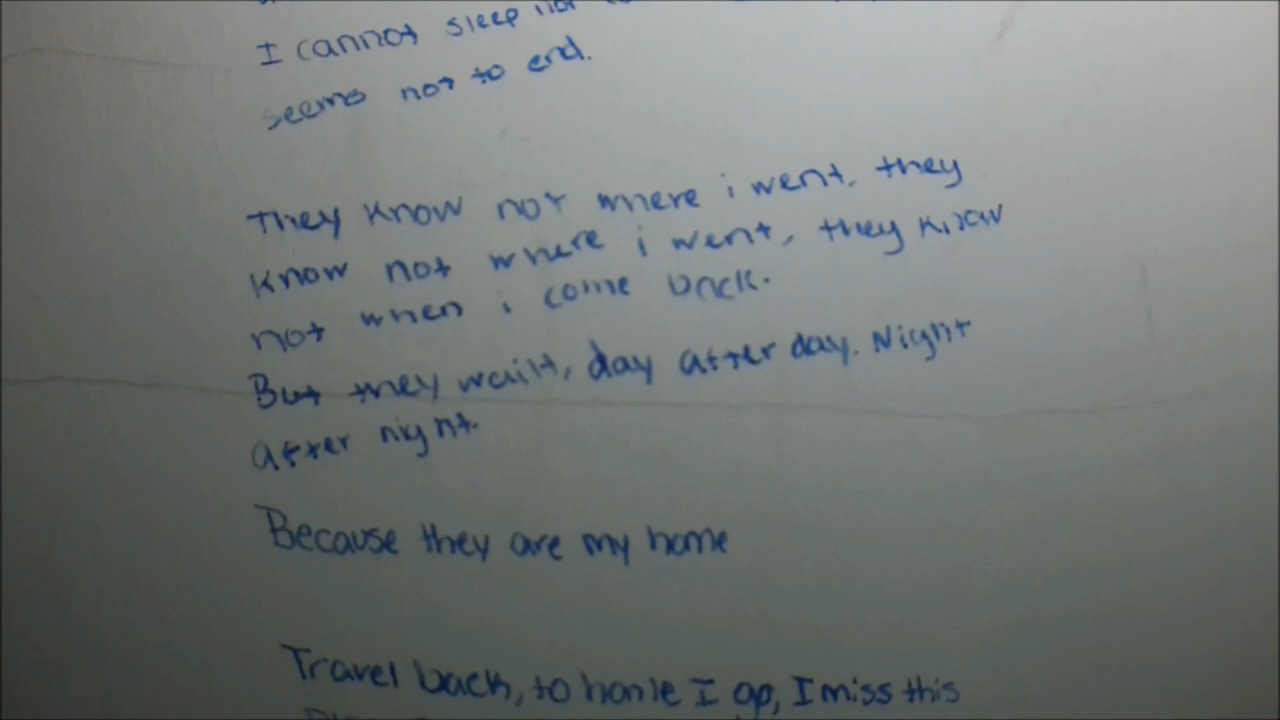 I cannot sleep nor
seems not to end.
They know not where i went, they
know not where i went, they know
not when i come back.
But they wait, day after day. Night
after night.
Because they are my home
Travel back, to home I go, I miss this